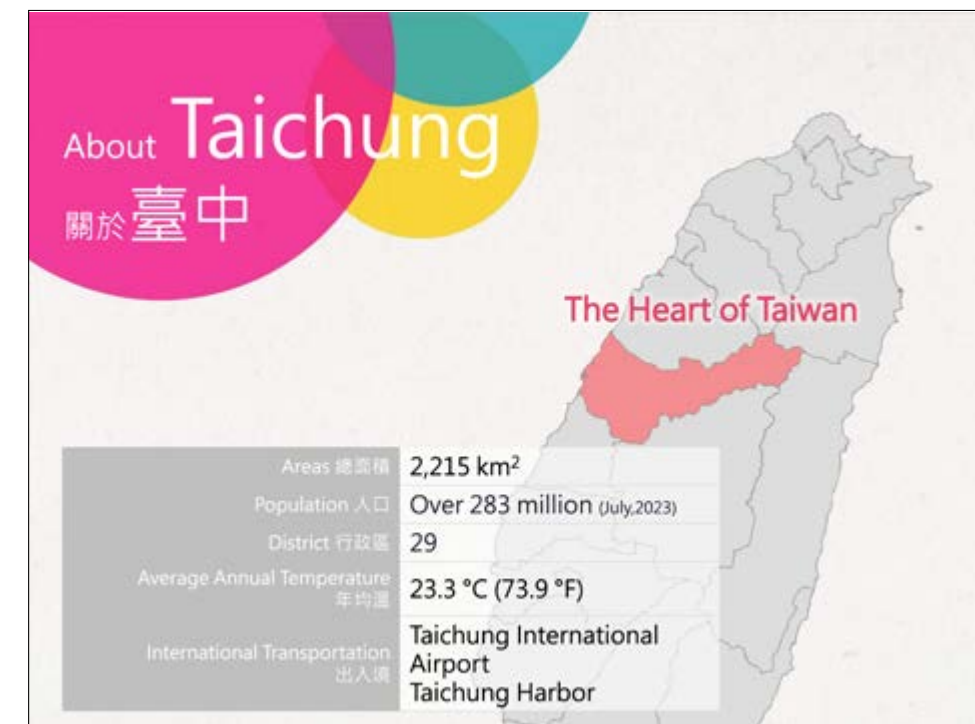 About Taichung
關於臺中
The Heart of Taiwan
Areas 總面積 2,215 km²
Population 人口 Over 283 million (July,2023)
District 行政區 29
Average Annual Temperature
年均溫 23.3 °C (73.9 °F)
International Transportation
出入境
Taichung International
Airport
Taichung Harbor